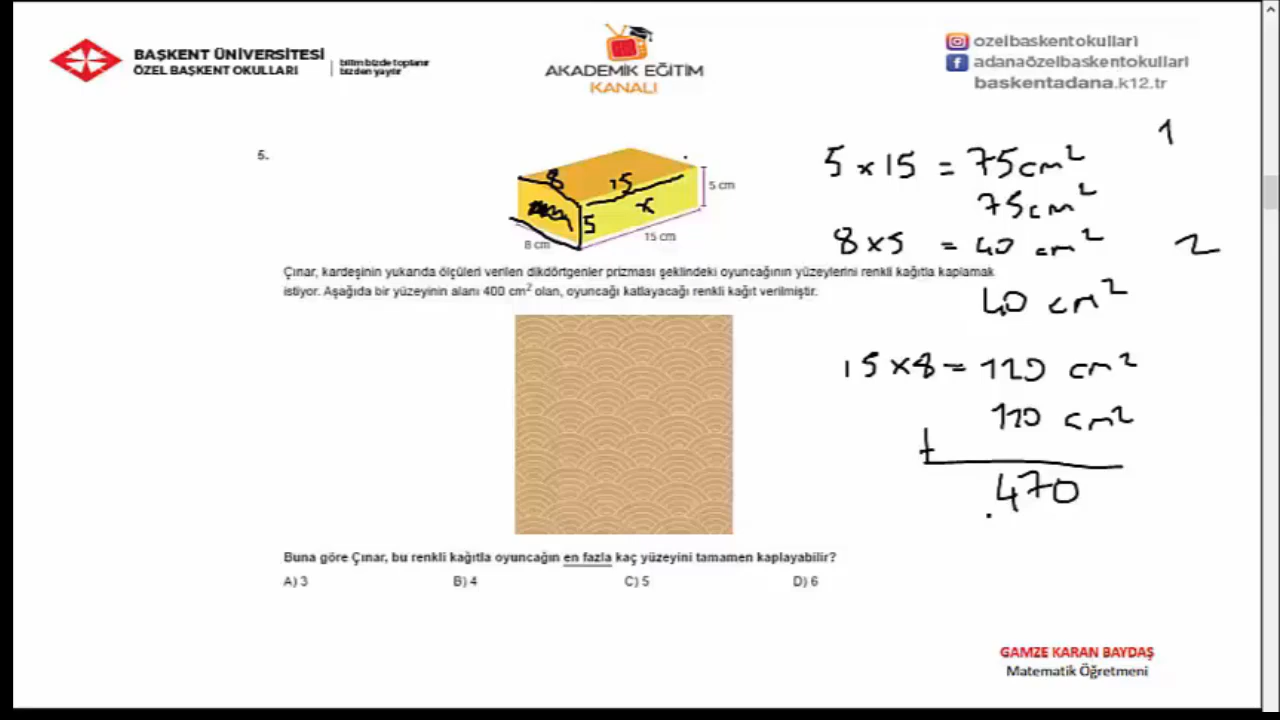 BAŞKENT ÜNİVERSİTESİ
ÖZEL BAŞKENT OKULLARI
bilim bizde toplanır
bizden yayılır
AKADEMİK EĞİTİM
KANALI
ozelbaskentokullari
adanaözelbaskentokullari
baskentadana.k12.tr
5.
8
15
5
x
5 cm
15 cm
8 cm
5 x 15 = 75 cm²
75 cm²
8 x 5 = 40 cm²
40 cm²
15 x 8 = 120 cm²
120 cm²
+
470
1
2
Çınar, kardeşinin yukarıda ölçüleri verilen dikdörtgenler prizması şeklindeki oyuncağının yüzeylerini renkli kağıtla kaplamak
istiyor. Aşağıda bir yüzeyinin alanı 400 cm² olan, oyuncağı katlayacağı renkli kağıt verilmiştir.
Buna göre Çınar, bu renkli kağıtla oyuncağın en fazla kaç yüzeyini tamamen kaplayabilir?
A) 3 B) 4 C) 5 D) 6
GAMZE KARAN BAYDAŞ
Matematik Öğretmeni